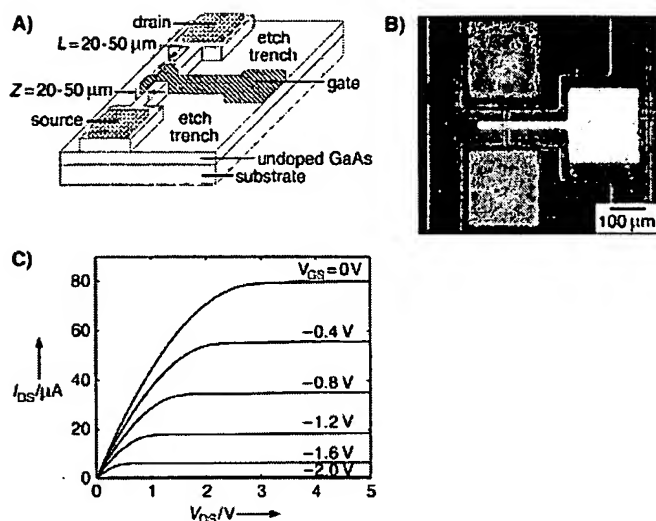 A)
drain
etch
trench
L=20-50 μm
Z=20-50 μm
gate
source
etch
trench
undoped GaAs
substrate
B)
100 μm
C)
80
60
40
20
0
I_DS/μA
V_GS=0V
-0.4 V
-0.8 V
-1.2 V
-1.6 V
-2.0 V
0 1 2 3 4 5
V_DS/V